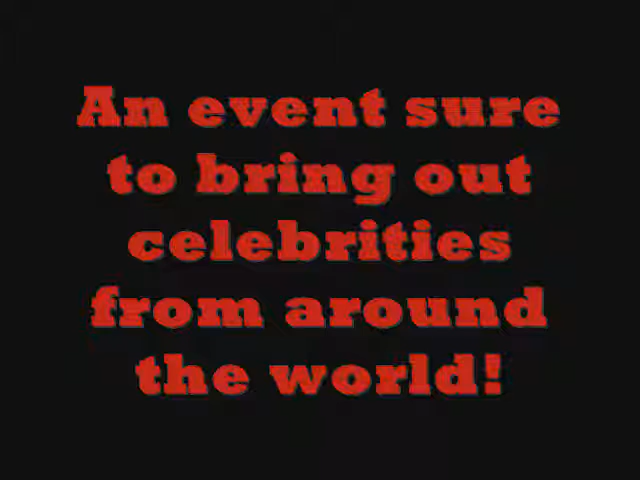 An event sure
to bring out
celebrities
from around
the world!